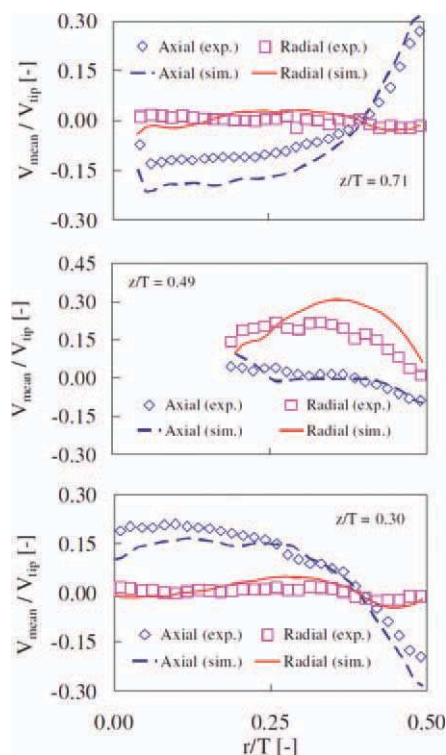 0.30
Axial (exp.) Radial (exp.)
Axial (sim.) Radial (sim.)
0.15
0.00
-0.15
-0.30
V_mean / V_tip [-]
z/T = 0.71
0.45
z/T = 0.49
0.30
0.15
0.00
-0.15
-0.30
V_mean / V_tip [-]
Axial (exp.) Radial (exp.)
Axial (sim.) Radial (sim.)
0.30
z/T = 0.30
0.15
0.00
-0.15
-0.30
V_mean / V_tip [-]
Axial (exp.) Radial (exp.)
Axial (sim.) Radial (sim.)
0.00 0.25 0.50
r/T [-]